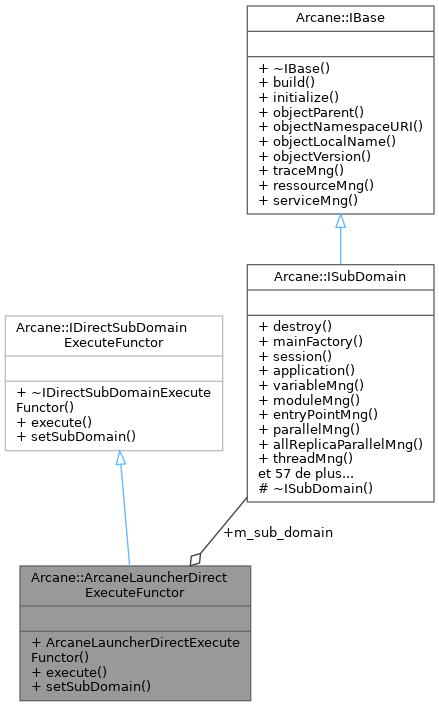 Arcane::IBase
+ ~IBase()
+ build()
+ initialize()
+ objectParent()
+ objectNamespaceURI()
+ objectLocalName()
+ objectVersion()
+ traceMng()
+ ressourceMng()
+ serviceMng()
Arcane::ISubDomain
+ destroy()
+ mainFactory()
+ session()
+ application()
+ variableMng()
+ moduleMng()
+ entryPointMng()
+ parallelMng()
+ allReplicaParallelMng()
+ threadMng()
et 57 de plus...
# ~ISubDomain()
Arcane::IDirectSubDomain
ExecuteFunctor
+ ~IDirectSubDomainExecute
Functor()
+ execute()
+ setSubDomain()
+m_sub_domain
Arcane::ArcaneLauncherDirect
ExecuteFunctor
+ ArcaneLauncherDirectExecute
Functor()
+ execute()
+ setSubDomain()